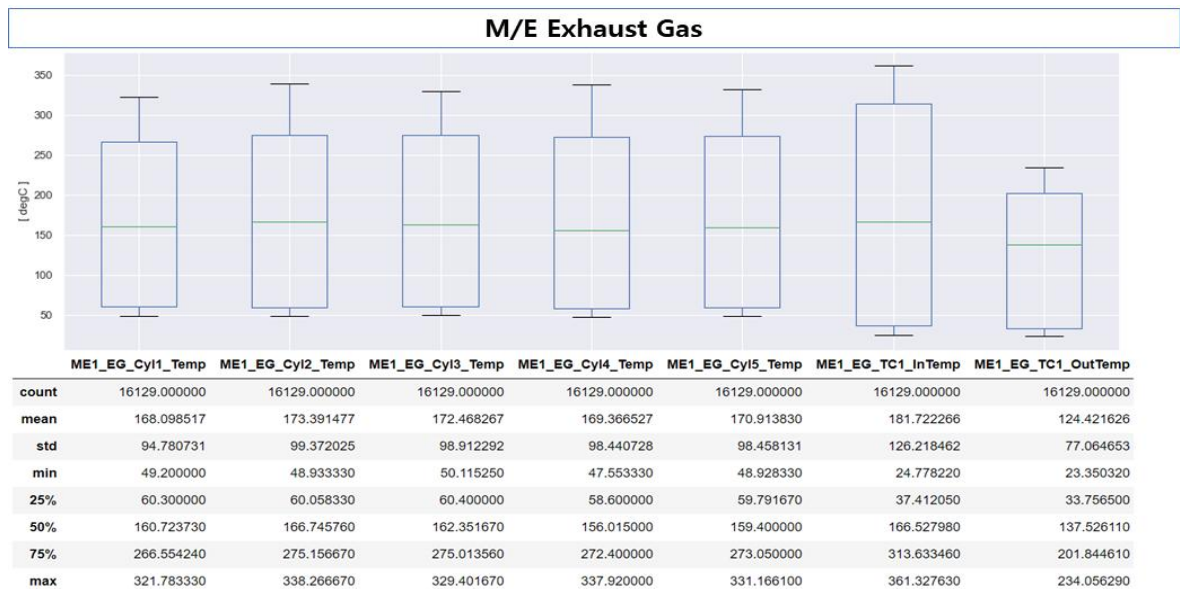 M/E Exhaust Gas
350
300
250
200
150
100
50
[ degC ]
ME1_EG_Cyl1_Temp ME1_EG_Cyl2_Temp ME1_EG_Cyl3_Temp ME1_EG_Cyl4_Temp ME1_EG_Cyl5_Temp ME1_EG_TC1_InTemp ME1_EG_TC1_OutTemp
count 16129.000000 16129.000000 16129.000000 16129.000000 16129.000000 16129.000000 16129.000000
mean 168.098517 173.391477 172.468267 169.366527 170.913830 181.722266 124.421626
std 94.780731 99.372025 98.912292 98.440728 98.458131 126.218462 77.064653
min 49.200000 48.933330 50.115250 47.553330 48.928330 24.778220 23.350320
25% 60.300000 60.058330 60.400000 58.600000 59.791670 37.412050 33.756500
50% 160.723730 166.745760 162.351670 156.015000 159.400000 166.527980 137.526110
75% 266.554240 275.156670 275.013560 272.400000 273.050000 313.633460 201.844610
max 321.783330 338.266670 329.401670 337.920000 331.166100 361.327630 234.056290